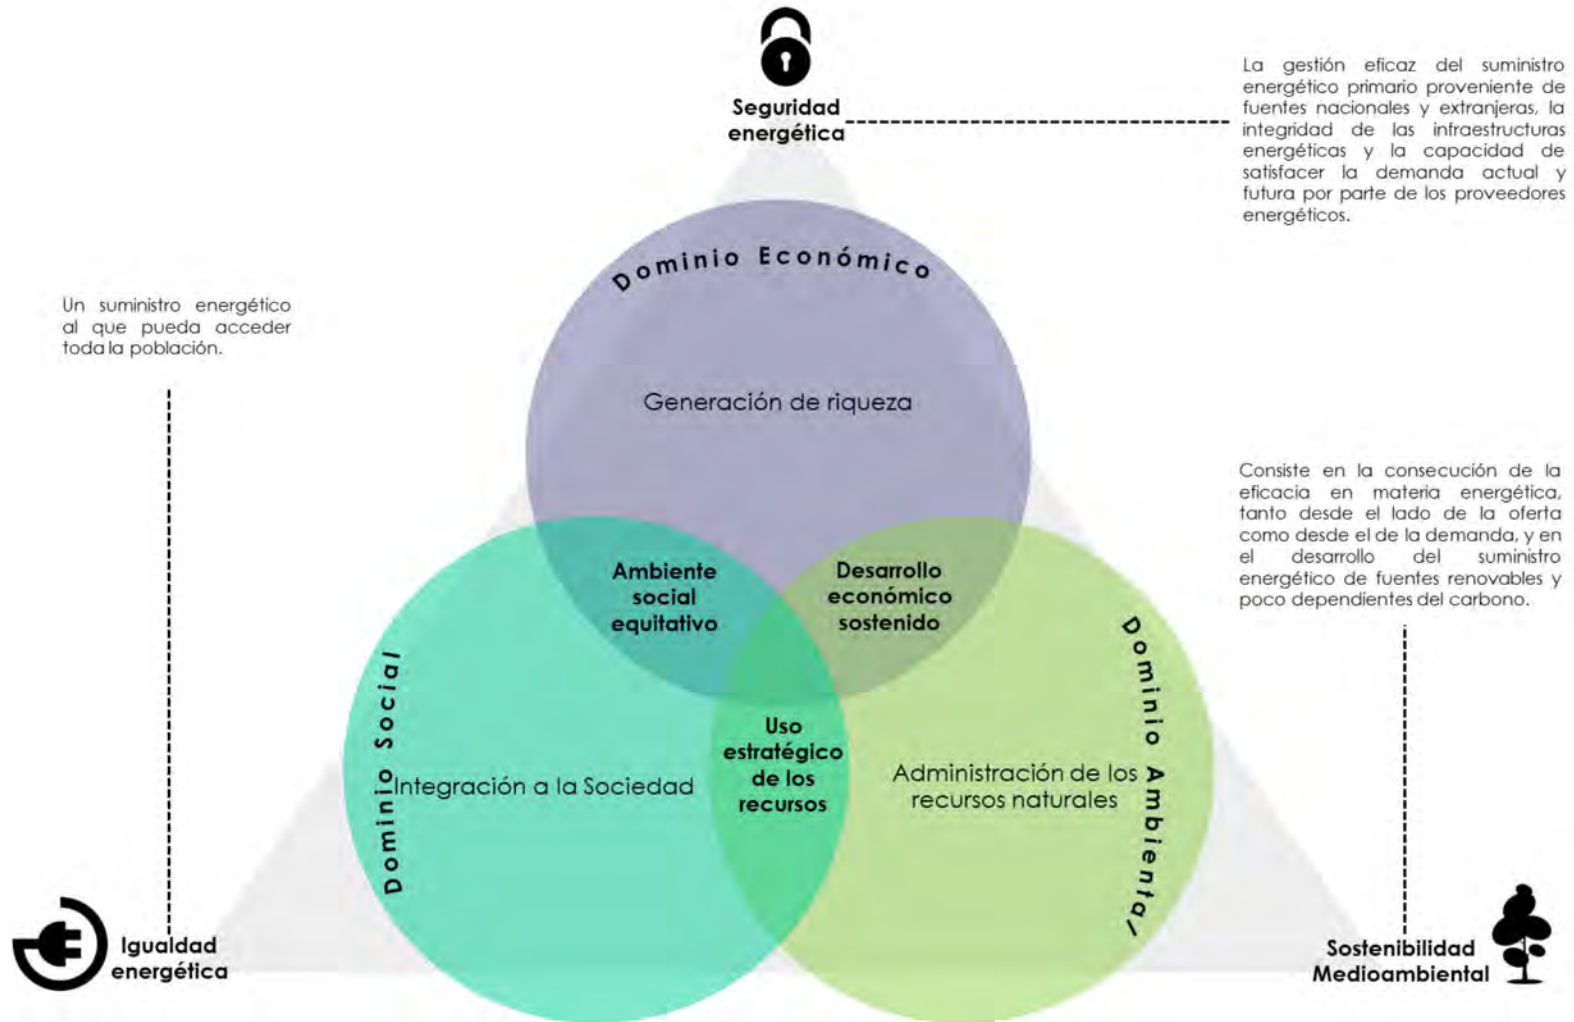 Seguridad
energética
La gestión eficaz del suministro
energético primario proveniente de
fuentes nacionales y extranjeras, la
integridad de las infraestructuras
energéticas y la capacidad de
satisfacer la demanda actual y
futura por parte de los proveedores
energéticos.
Dominio Económico
Un suministro energético
al que pueda acceder
toda la población.
Generación de riqueza
Consiste en la consecución de la
eficacia en materia energética,
tanto desde el lado de la oferta
como desde el de la demanda, y en
el desarrollo del suministro
energético de fuentes renovables y
poco dependientes del carbono.
Ambiente
social
equitativo
Desarrollo
económico
sostenido
Dominio Social
Dominio Ambiental
Uso
estratégico
de los
recursos
Integración a la Sociedad
Administración de los
recursos naturales
Igualdad
energética
Sostenibilidad
Medioambiental